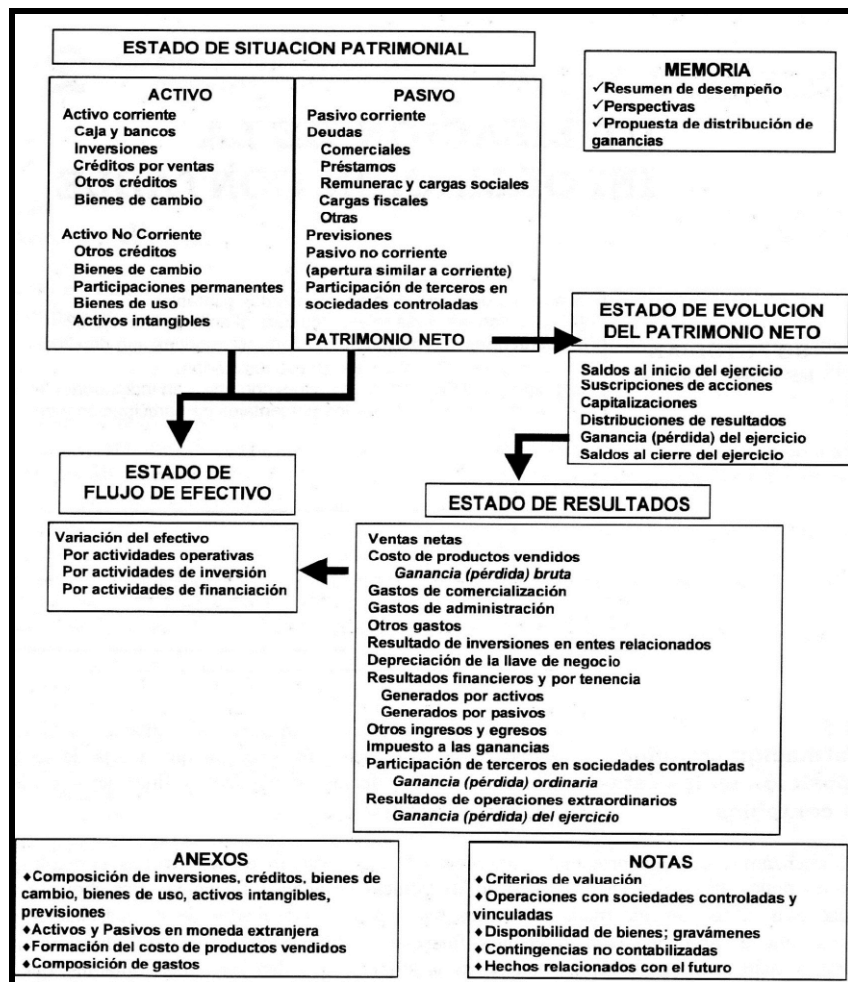 ESTADO DE SITUACION PATRIMONIAL
ACTIVO
Activo corriente
Caja y bancos
Inversiones
Créditos por ventas
Otros créditos
Bienes de cambio
Activo No Corriente
Otros créditos
Bienes de cambio
Participaciones permanentes
Bienes de uso
Activos intangibles
PASIVO
Pasivo corriente
Deudas
Comerciales
Préstamos
Remunerac y cargas sociales
Cargas fiscales
Otras
Previsiones
Pasivo no corriente
(apertura similar a corriente)
Participación de terceros en
sociedades controladas
PATRIMONIO NETO
MEMORIA
✓Resumen de desempeño
✓Perspectivas
✓Propuesta de distribución de
ganancias
ESTADO DE EVOLUCION
DEL PATRIMONIO NETO
Saldos al inicio del ejercicio
Suscripciones de acciones
Capitalizaciones
Distribuciones de resultados
Ganancia (pérdida) del ejercicio
Saldos al cierre del ejercicio
ESTADO DE
FLUJO DE EFECTIVO
Variación del efectivo
Por actividades operativas
Por actividades de inversión
Por actividades de financiación
ESTADO DE RESULTADOS
Ventas netas
Costo de productos vendidos
Ganancia (pérdida) bruta
Gastos de comercialización
Gastos de administración
Otros gastos
Resultado de inversiones en entes relacionados
Depreciación de la llave de negocio
Resultados financieros y por tenencia
Generados por activos
Generados por pasivos
Otros ingresos y egresos
Impuesto a las ganancias
Participación de terceros en sociedades controladas
Ganancia (pérdida) ordinaria
Resultados de operaciones extraordinarios
Ganancia (pérdida) del ejercicio
ANEXOS
♦Composición de inversiones, créditos, bienes de
cambio, bienes de uso, activos intangibles,
previsiones
♦Activos y Pasivos en moneda extranjera
♦Formación del costo de productos vendidos
♦Composición de gastos
NOTAS
♦Criterios de valuación
♦Operaciones con sociedades controladas y
vinculadas
♦Disponibilidad de bienes; gravámenes
♦Contingencias no contabilizadas
♦Hechos relacionados con el futuro